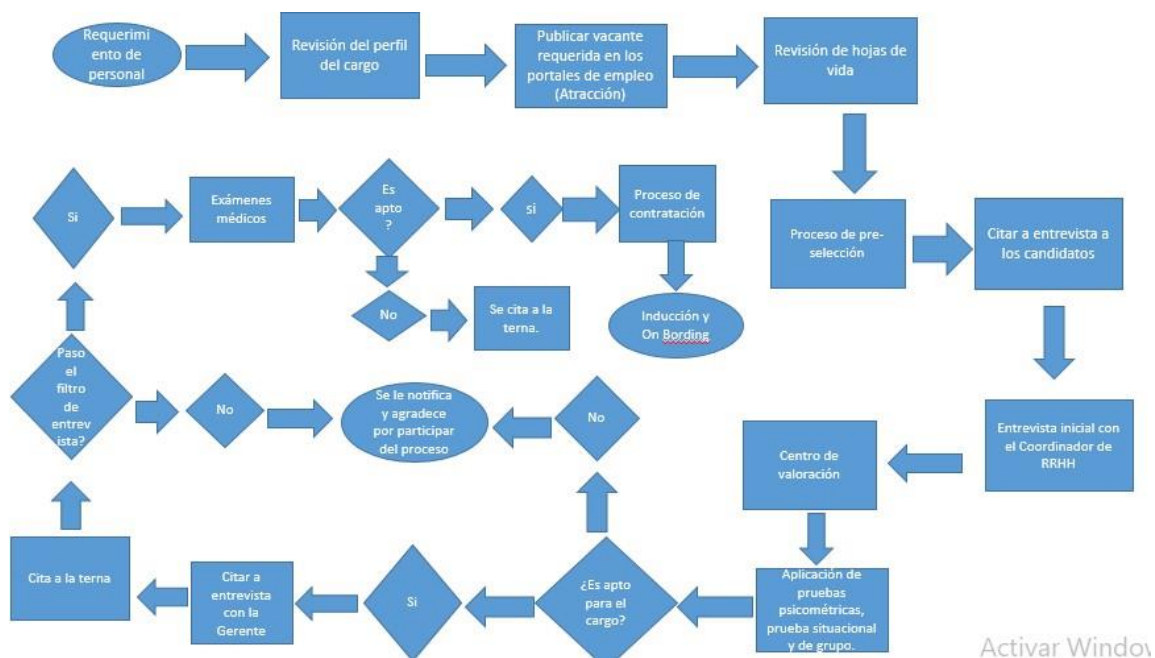 Requerimi
ento de
personal
Revisión del perfil
del cargo
Publicar vacante
requerida en los
portales de empleo
(Atracción)
Revisión de hojas de
vida
Si
Exámenes
médicos
Es
apto
?
si
Proceso de
contratación
Proceso de pre-
selección
Citar a entrevista a
los candidatos
No
Se cita a la
terna.
Inducción y
On Bording
Paso
el
filtro
de
entrev
ista?
No
Se le notifica
y agradece
por participar
del proceso
No
Centro de
valoración
Entrevista inicial con
el Coordinador de
RRHH
Cita a la terna
Citar a
entrevista
con la
Gerente
Si
¿Es apto
para el
cargo?
Aplicación de
pruebas
psicométricas,
prueba situacional
y de grupo.
Activar Window